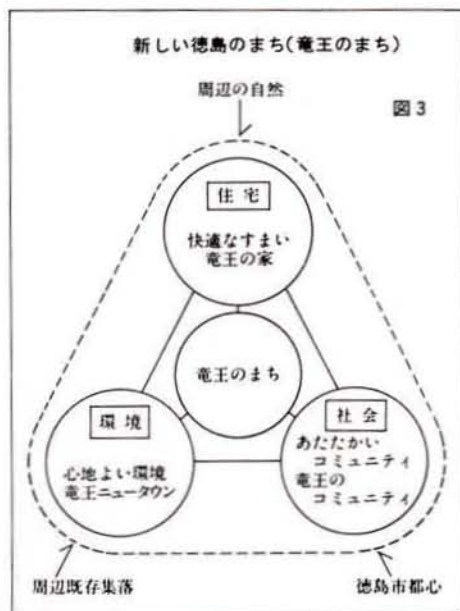 新しい徳島のまち(竜王のまち)
周辺の自然
図3
住宅
快適なすまい
竜王の家
竜王のまち
環境
心地よい環境
竜王ニュータウン
社会
あたたかい
コミュニティ
竜王の
コミュニティ
周辺既存集落
徳島市都心